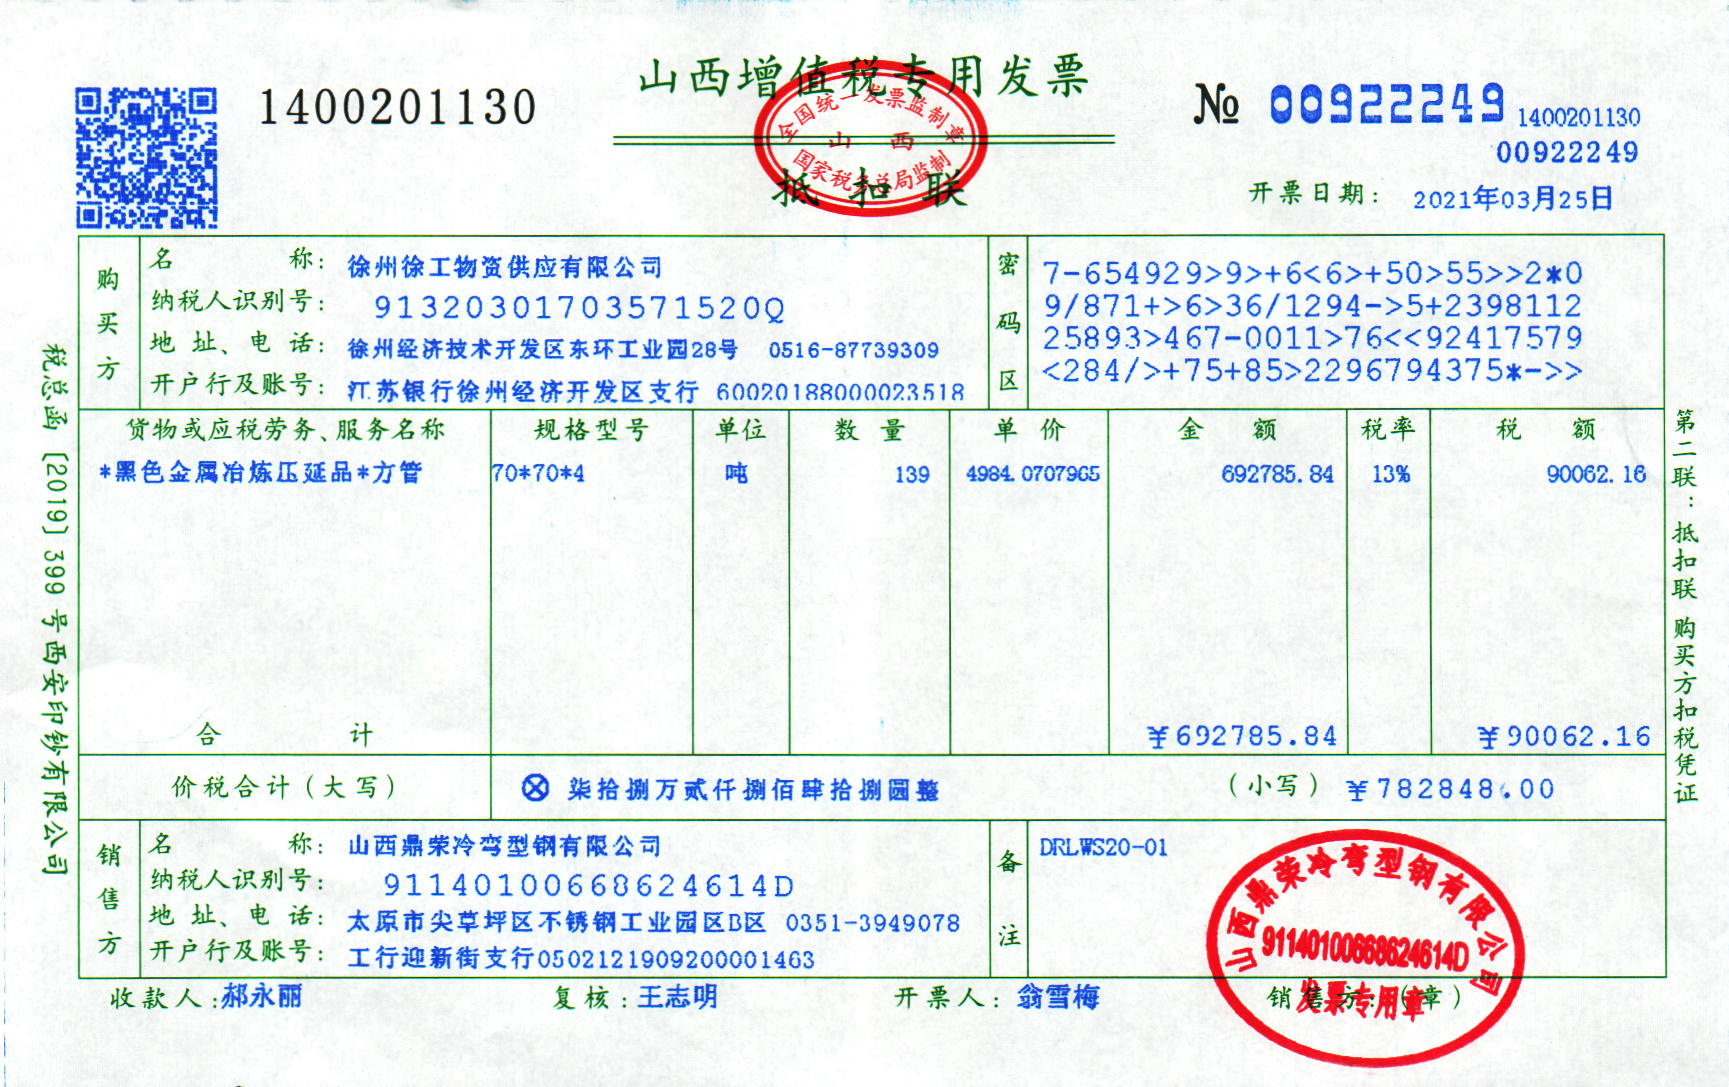 山西增值税专用发票
1400201130
№ 00922249 1400201130
00922249
全国统一发票监制章
山 西
国家税务总局监制
抵扣联
开票日期: 2021年03月25日
购买方
名 称: 徐州徐工物资供应有限公司
纳税人识别号: 91320301703571520Q
地 址、电 话: 徐州经济技术开发区东环工业园28号 0516-87739309
开户行及账号: 江苏银行徐州经济开发区支行 60020188000023518
密码区
7-654929>9>+6<6>+50>55>>2*0
9/871+>6>36/1294->5+2398112
25893>467-0011>76<<92417579
<284/>+75+85>2296794375*->>
货物或应税劳务、服务名称 规格型号 单位 数 量 单 价 金 额 税率 税 额
*黑色金属冶炼压延品*方管 70*70*4 吨 139 4984.0707965 692785.84 13% 90062.16
合 计 ¥692785.84 ¥90062.16
价税合计(大写) ⊗柒拾捌万贰仟捌佰肆拾捌圆整 (小写) ¥782848.00
销售方
名 称: 山西鼎荣冷弯型钢有限公司
纳税人识别号: 91140100668624614D
地 址、电 话: 太原市尖草坪区不锈钢工业园区B区 0351-3949078
开户行及账号: 工行迎新街支行0502121909200001463
备注
DRLWS20-01
山西鼎荣冷弯型钢有限公司
91140100668624614D
发票专用章
收款人:郝永丽 复核:王志明 开票人:翁雪梅 销售方:(章)
税总函〔2019〕399号西安印钞有限公司
第二联:抵扣联 购买方扣税凭证